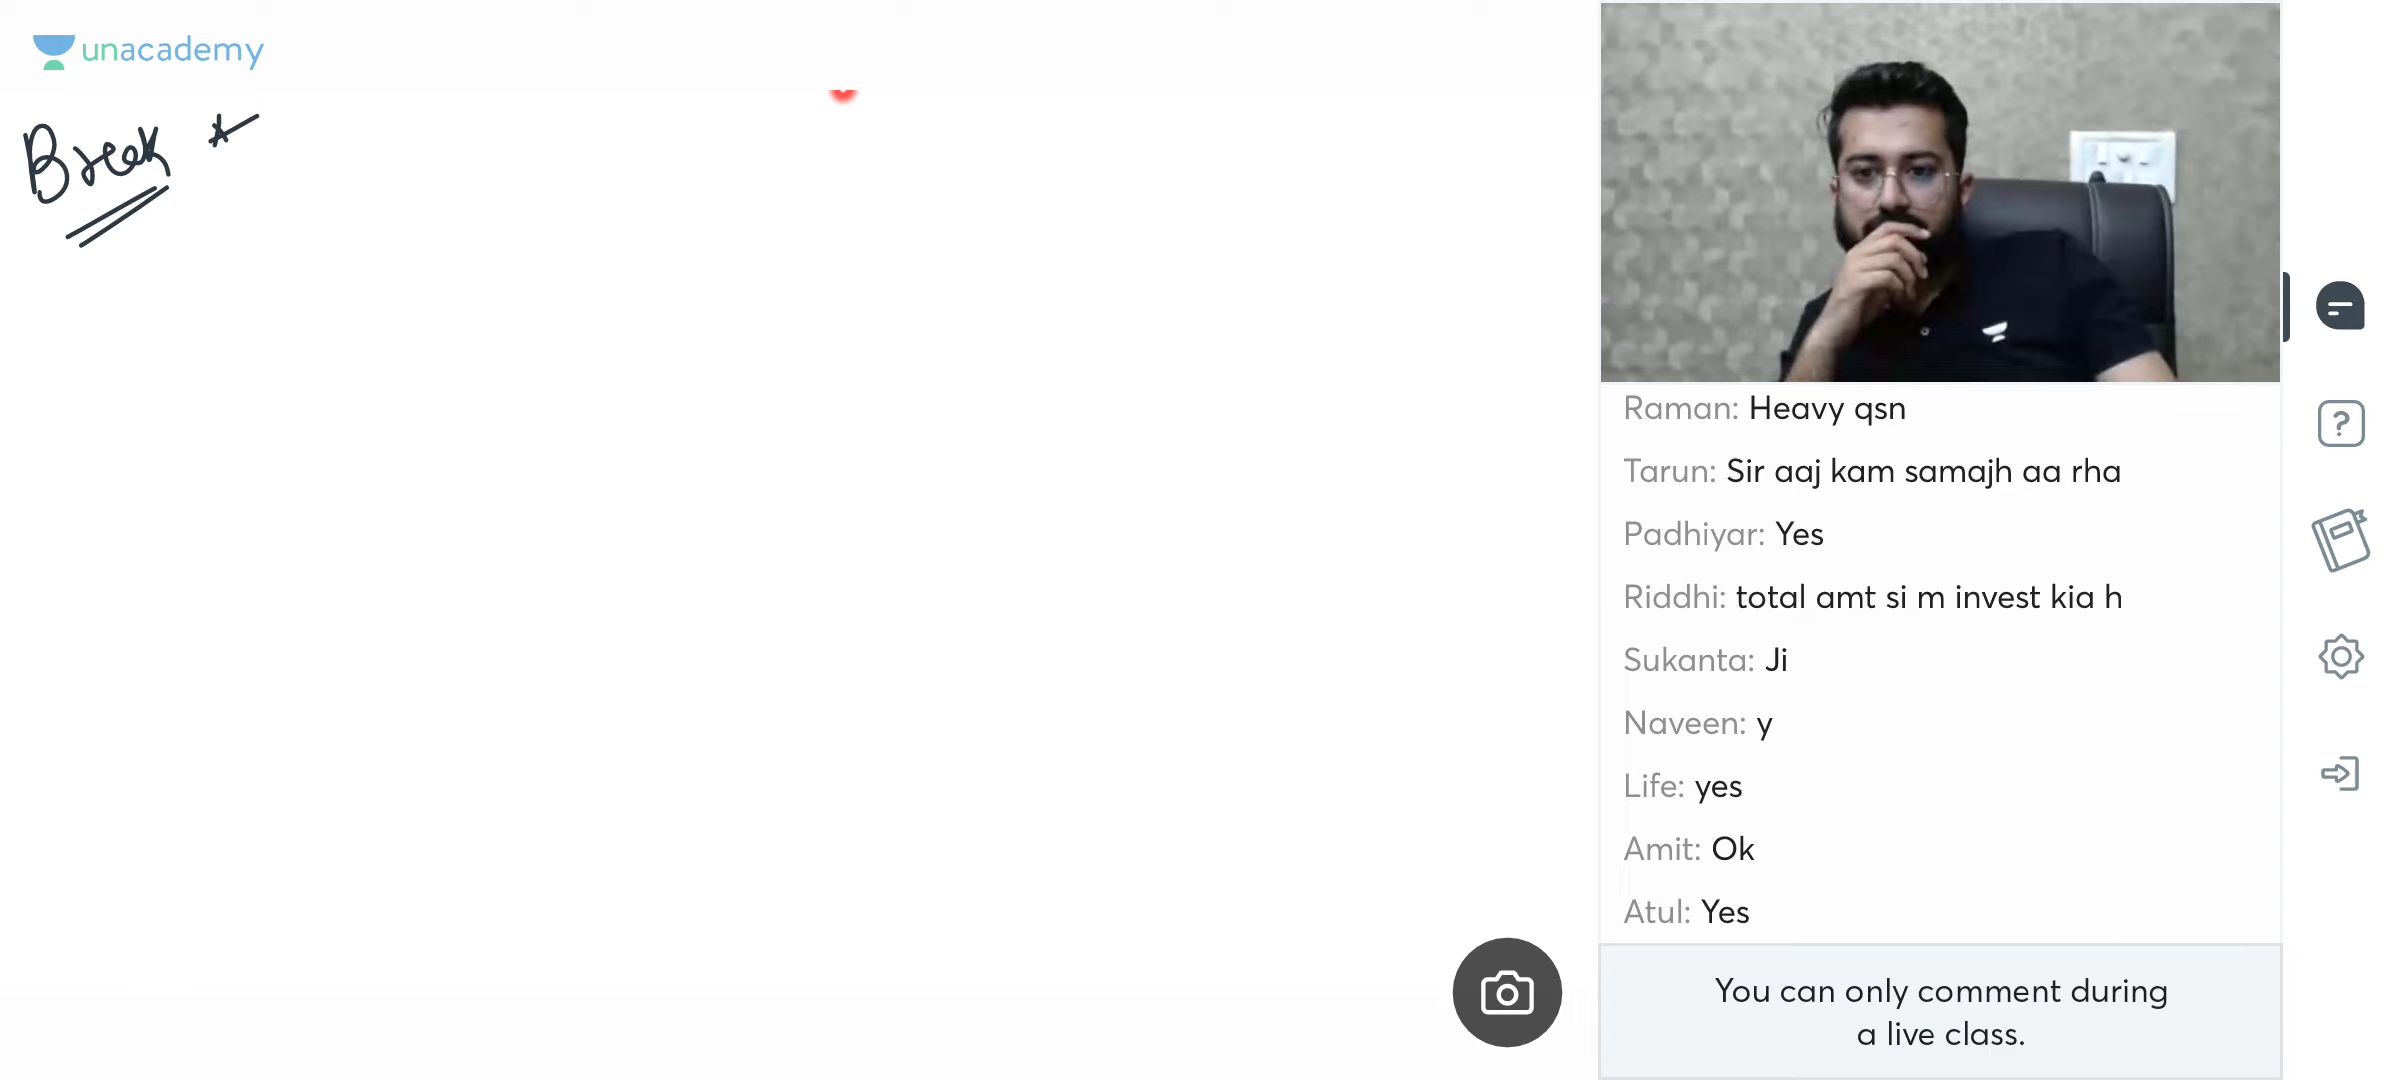 unacademy
Break
Raman: Heavy qsn
Tarun: Sir aaj kam samajh aa rha
Padhiyar: Yes
Riddhi: total amt si m invest kia h
Sukanta: Ji
Naveen: y
Life: yes
Amit: Ok
Atul: Yes
You can only comment during
a live class.